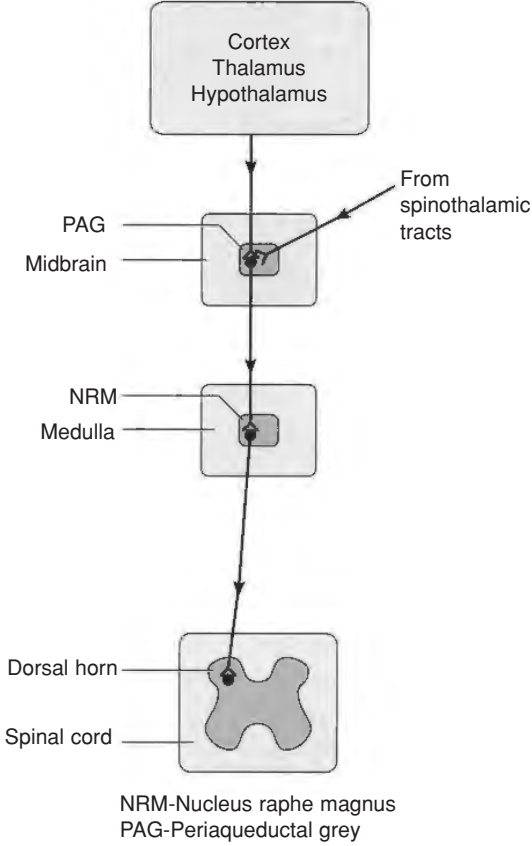 Cortex
Thalamus
Hypothalamus
From
spinothalamic
tracts
PAG
Midbrain
NRM
Medulla
Dorsal horn
Spinal cord
NRM-Nucleus raphe magnus
PAG-Periaqueductal grey